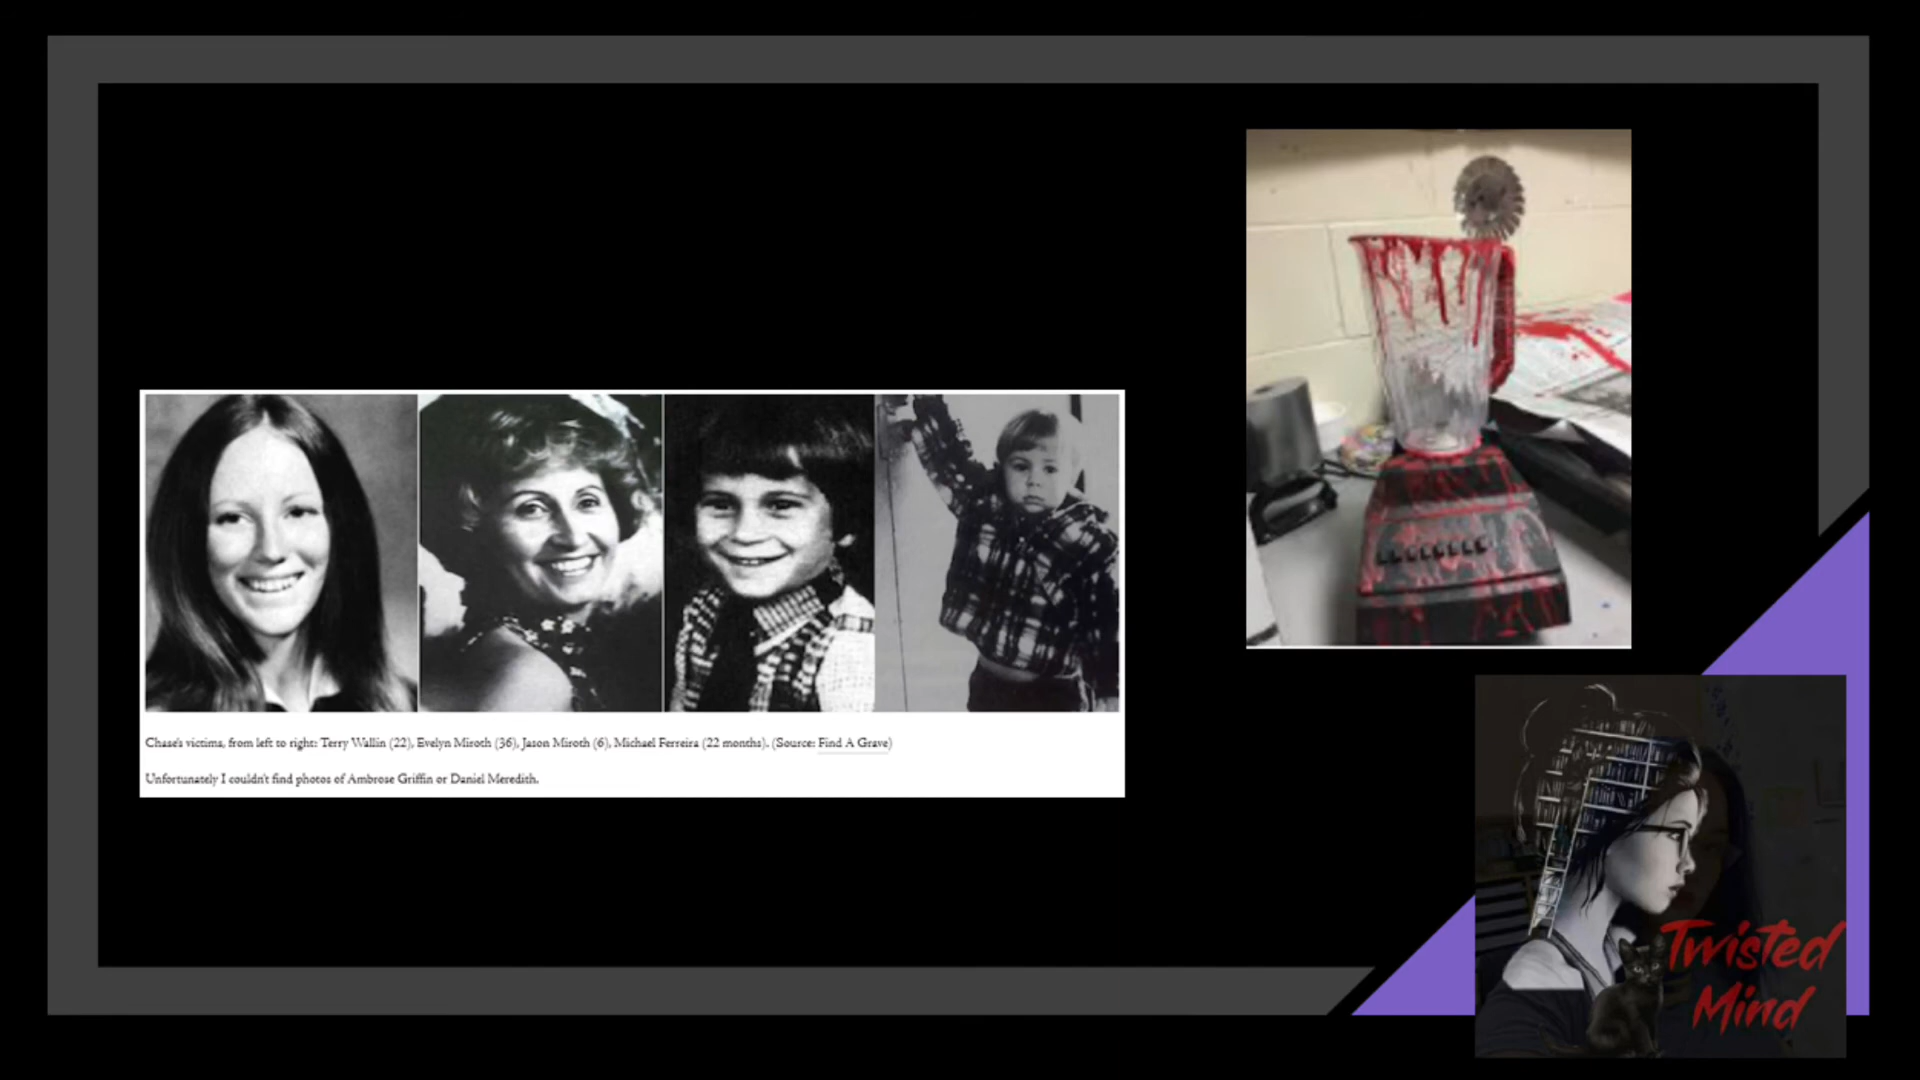 Chase's victims, from left to right: Terry Wallin (22), Evelyn Miroth (36), Jason Miroth (6), Michael Ferreira (22 months). (Source: Find A Grave)
Unfortunately I couldn't find photos of Ambrose Griffin or Daniel Meredith.
Twisted
Mind